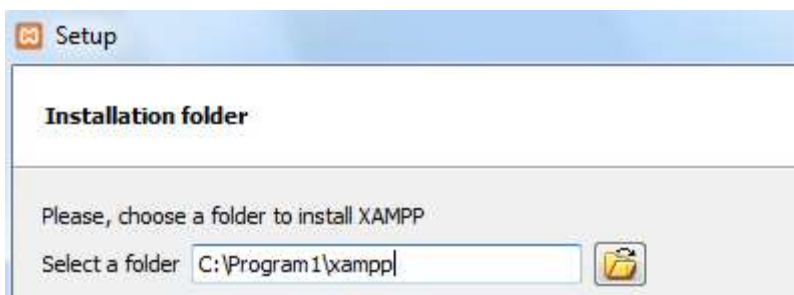 Setup
Installation folder
Please, choose a folder to install XAMPP
Select a folder C:\Program1\xampp